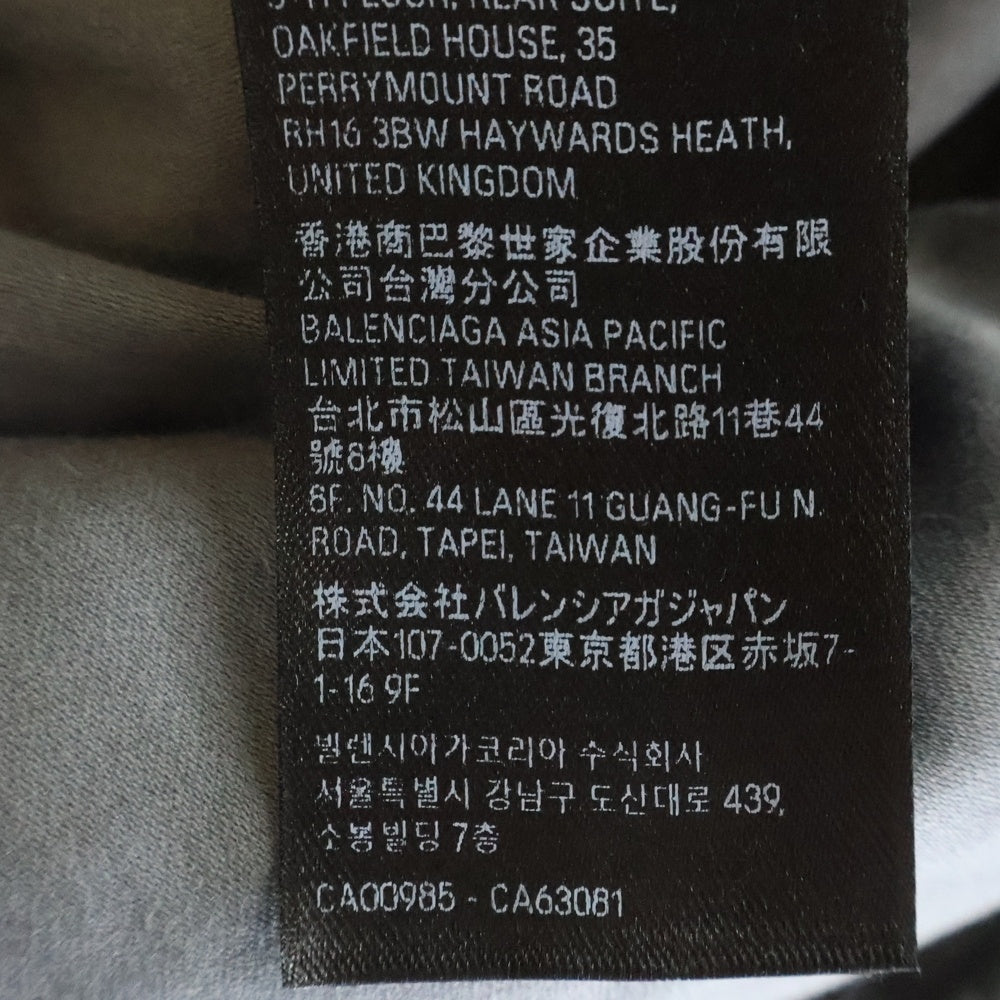 5TH FLOOR, REAR SUITE,
OAKFIELD HOUSE, 35
PERRYMOUNT ROAD
RH16 3BW HAYWARDS HEATH,
UNITED KINGDOM
香港商巴黎世家企業股份有限
公司台灣分公司
BALENCIAGA ASIA PACIFIC
LIMITED TAIWAN BRANCH
台北市松山區光復北路11巷44
號8樓
8F. NO. 44 LANE 11 GUANG-FU N.
ROAD, TAPEI, TAIWAN
株式会社バレンシアガジャパン
日本107-0052東京都港区赤坂7-
1-16 9F
발렌시아가코리아 주식회사
서울특별시 강남구 도산대로 439,
소봉빌딩 7층
CA00985 - CA63081